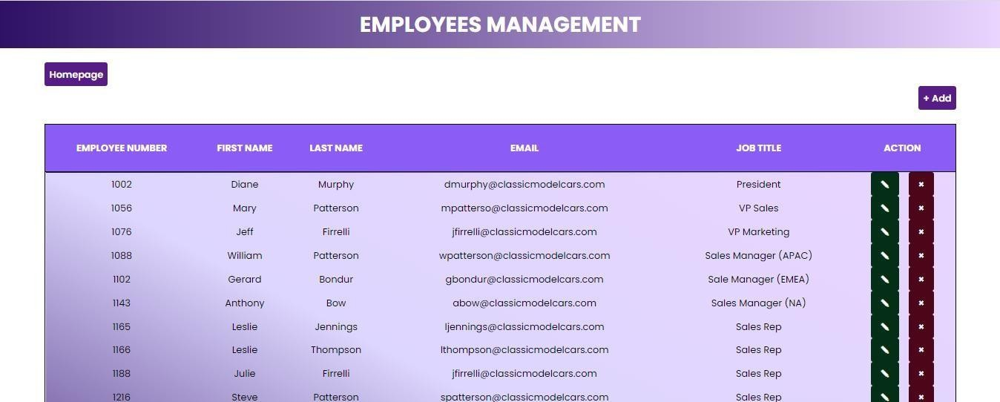 EMPLOYEES MANAGEMENT
Homepage
+ Add
EMPLOYEE NUMBER FIRST NAME LAST NAME EMAIL JOB TITLE ACTION
1002 Diane Murphy dmurphy@classicmodelcars.com President
1056 Mary Patterson mpatterso@classicmodelcars.com VP Sales
1076 Jeff Firrelli jfirrelli@classicmodelcars.com VP Marketing
1088 William Patterson wpatterson@classicmodelcars.com Sales Manager (APAC)
1102 Gerard Bondur gbondur@classicmodelcars.com Sale Manager (EMEA)
1143 Anthony Bow abow@classicmodelcars.com Sales Manager (NA)
1165 Leslie Jennings ljennings@classicmodelcars.com Sales Rep
1166 Leslie Thompson lthompson@classicmodelcars.com Sales Rep
1188 Julie Firrelli jfirrelli@classicmodelcars.com Sales Rep
1216 Steve Patterson spatterson@classicmodelcars.com Sales Rep